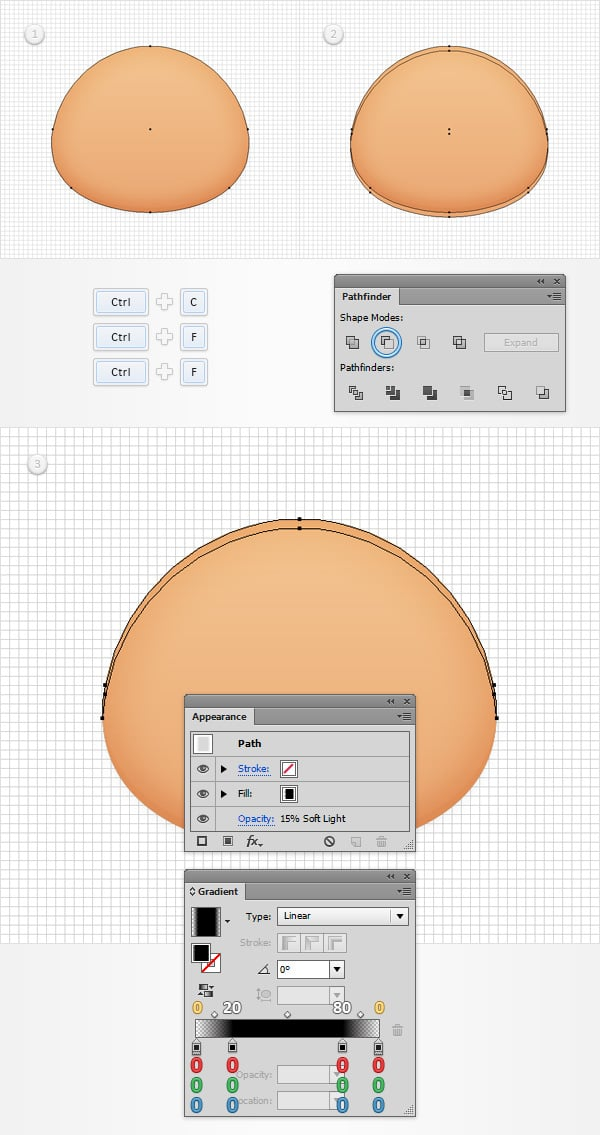 1
2
Ctrl C
Ctrl F
Ctrl F
Pathfinder
Shape Modes:
Expand
Pathfinders:
3
Appearance
Path
Stroke:
Fill:
Opacity: 15% Soft Light
fx
Gradient
Type: Linear
Stroke:
0°
0 20 80 0
0 0 0 0
Opacity:
0 0 0 0
ocation:
0 0 0 0